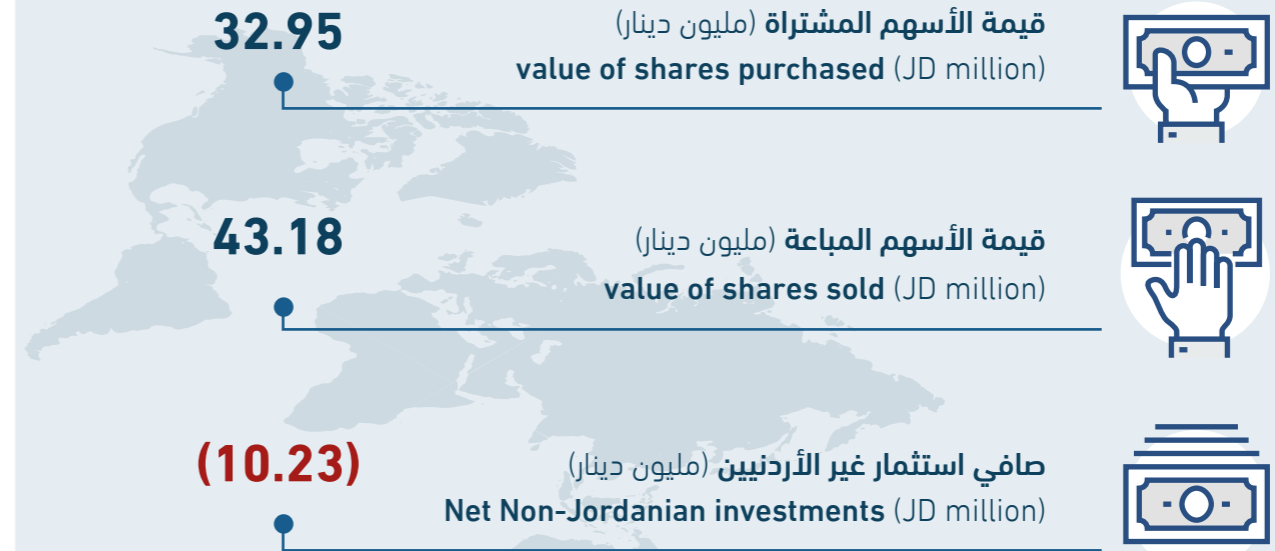 32.95
قيمة الأسهم المشتراة (مليون دينار)
value of shares purchased (JD million)
43.18
قيمة الأسهم المباعة (مليون دينار)
value of shares sold (JD million)
(10.23)
صافي استثمار غير الأردنيين (مليون دينار)
Net Non-Jordanian investments (JD million)